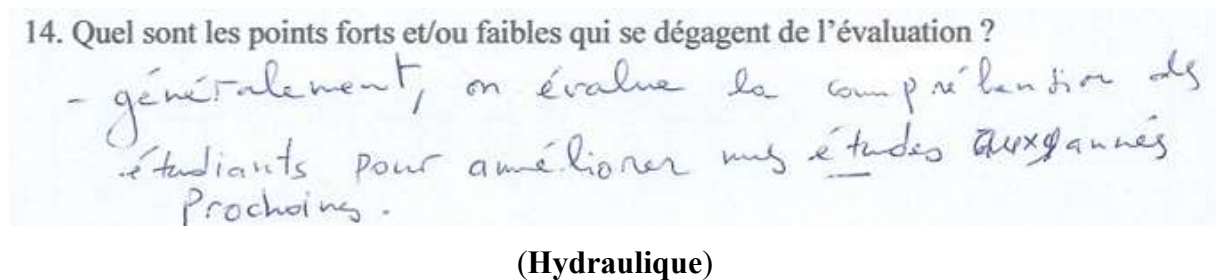 14. Quel sont les points forts et/ou faibles qui se dégagent de l'évaluation ?
- généralement, on évalue la compréhension des
étudiants pour améliorer nos études aux années
Prochaines.
(Hydraulique)